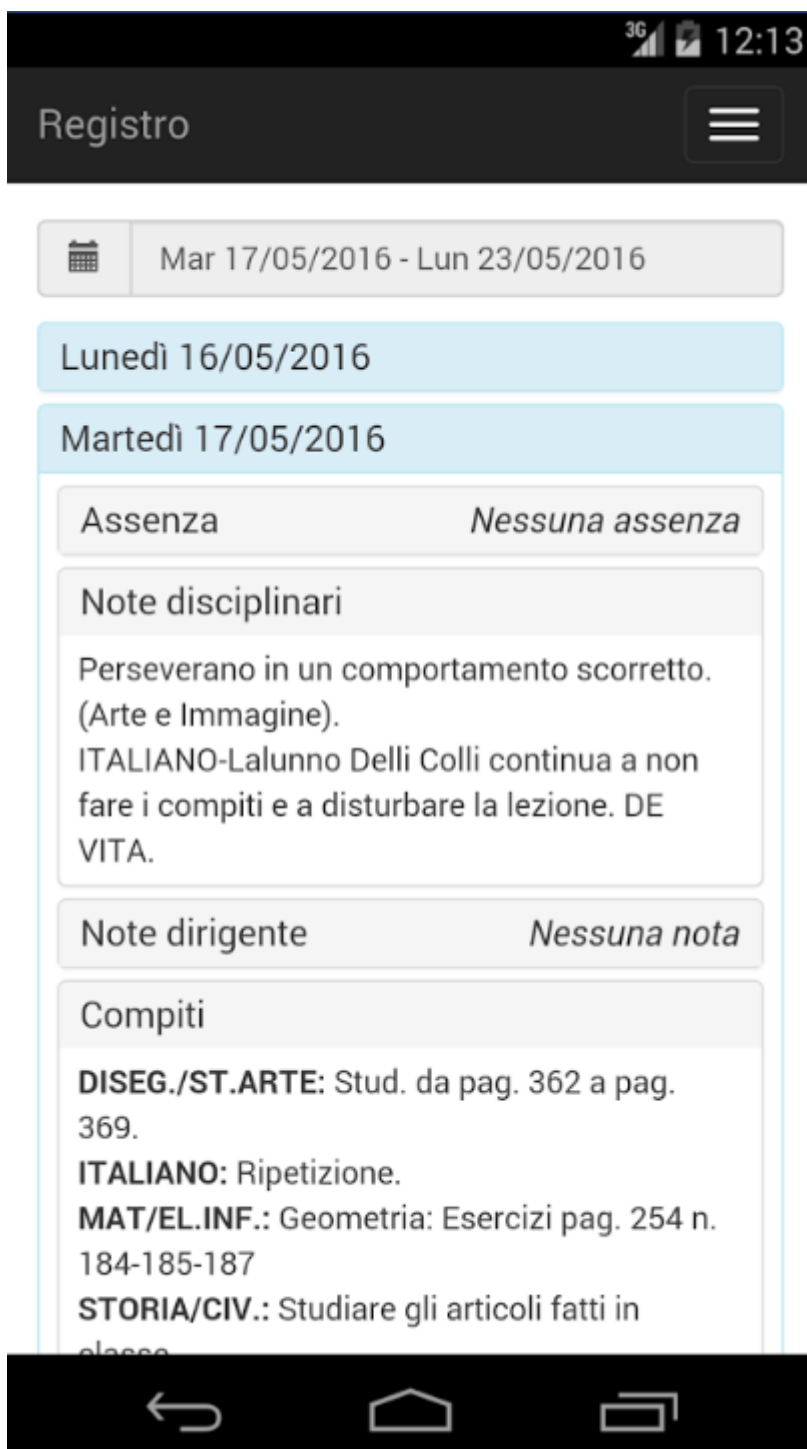 3G 12:13
Registro
Mar 17/05/2016 - Lun 23/05/2016
Lunedì 16/05/2016
Martedì 17/05/2016
Assenza Nessuna assenza
Note disciplinari
Perseverano in un comportamento scorretto.
(Arte e Immagine).
ITALIANO-Lalunno Delli Colli continua a non
fare i compiti e a disturbare la lezione. DE
VITA.
Note dirigente Nessuna nota
Compiti
DISEG./ST.ARTE: Stud. da pag. 362 a pag.
369.
ITALIANO: Ripetizione.
MAT/EL.INF.: Geometria: Esercizi pag. 254 n.
184-185-187
STORIA/CIV.: Studiare gli articoli fatti in